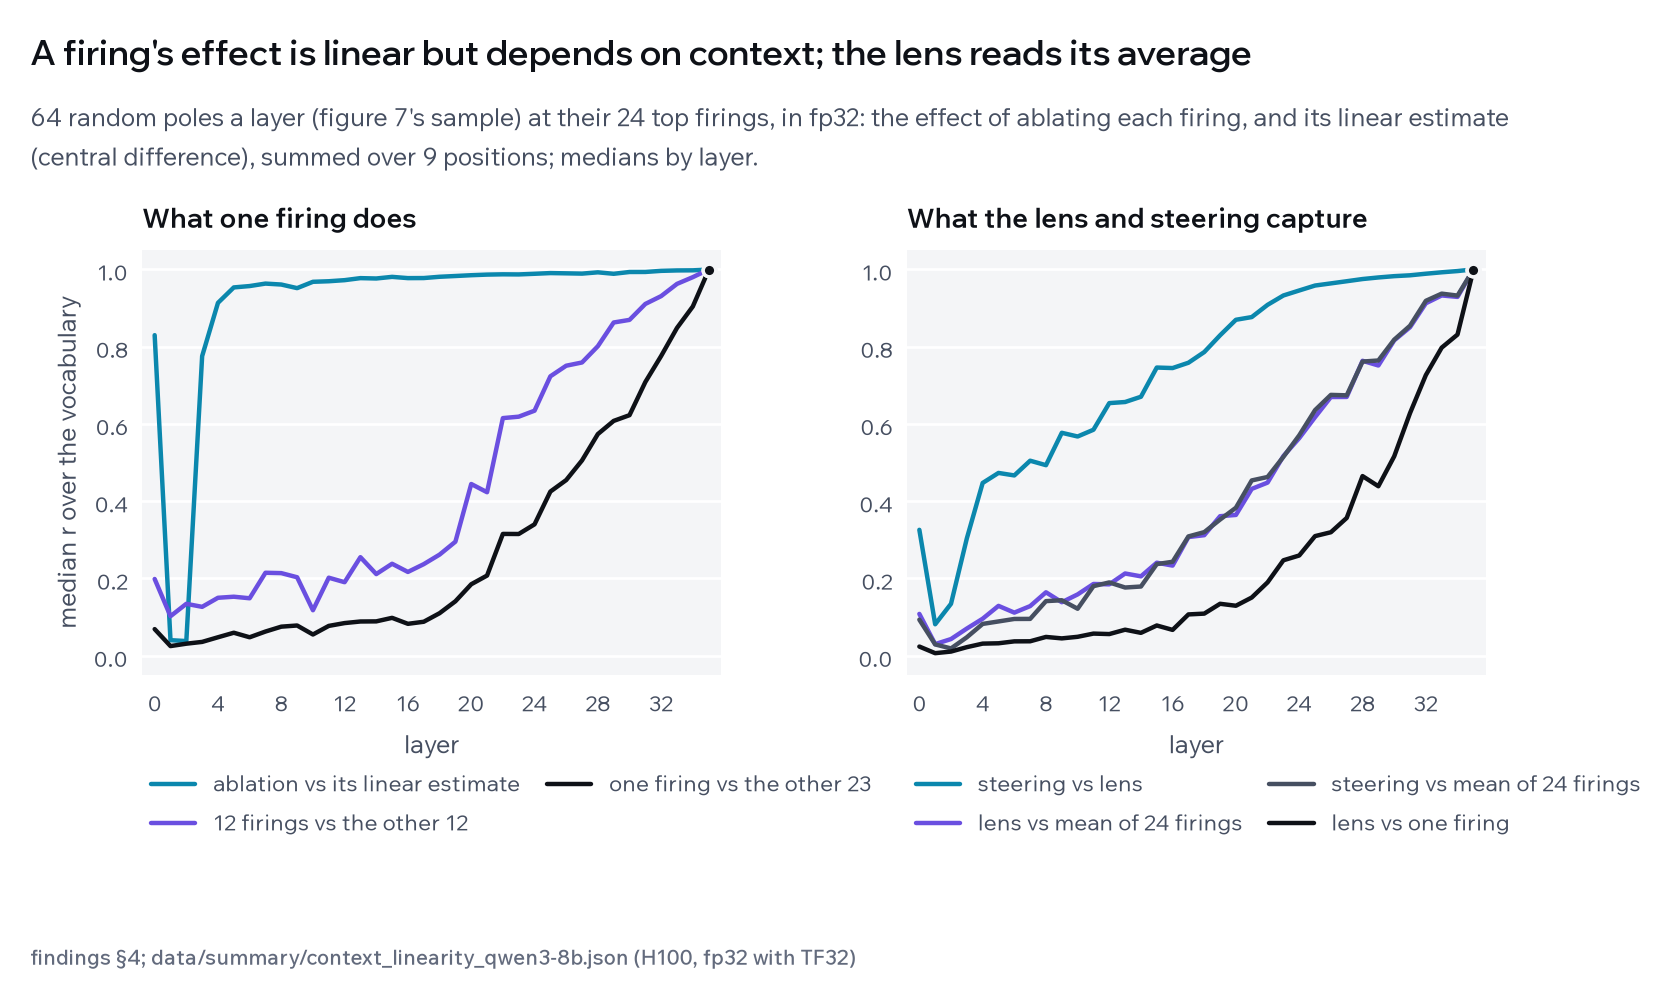 A firing's effect is linear but depends on context; the lens reads its average
64 random poles a layer (figure 7's sample) at their 24 top firings, in fp32: the effect of ablating each firing, and its linear estimate
(central difference), summed over 9 positions; medians by layer.
What one firing does
median r over the vocabulary
1.0
0.8
0.6
0.4
0.2
0.0
0 4 8 12 16 20 24 28 32
layer
ablation vs its linear estimate one firing vs the other 23
12 firings vs the other 12
What the lens and steering capture
1.0
0.8
0.6
0.4
0.2
0.0
0 4 8 12 16 20 24 28 32
layer
steering vs lens steering vs mean of 24 firings
lens vs mean of 24 firings lens vs one firing
findings §4; data/summary/context_linearity_qwen3-8b.json (H100, fp32 with TF32)